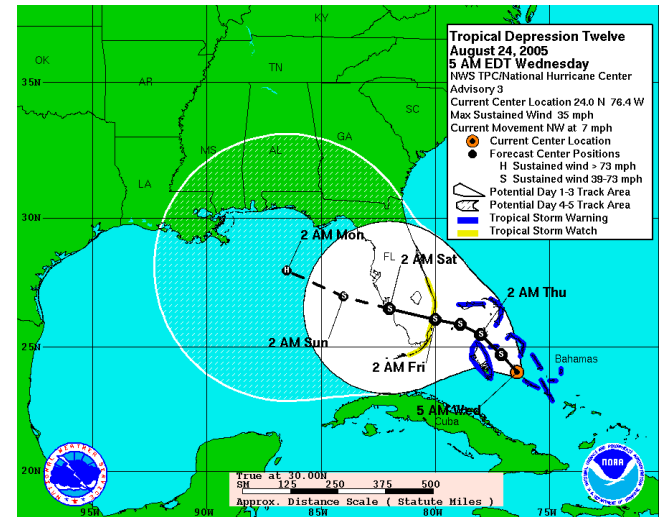 Tropical Depression Twelve
August 24, 2005
5 AM EDT Wednesday
NWS TPC/National Hurricane Center
Advisory 3
Current Center Location 24.0 N 76.4 W
Max Sustained Wind 35 mph
Current Movement NW at 7 mph
Current Center Location
Forecast Center Positions
H Sustained wind > 73 mph
S Sustained wind 39-73 mph
Potential Day 1-3 Track Area
Potential Day 4-5 Track Area
Tropical Storm Warning
Tropical Storm Watch
KY
OK
AR
TN
35N
SC
MS
AL
GA
LA
30N
2 AM Mon
FL
2 AM Sat
H
S
S
2 AM Thu
S
S
S
S
2 AM Sun
25N
2 AM Fri
Bahamas
5 AM Wed
Cuba
20N
NATIONAL WEATHER SERVICE
NOAA
True at 30.00N
SM 125 250 375 500
Approx. Distance Scale ( Statute Miles )
95W
90W
85W
80W
75W
70W